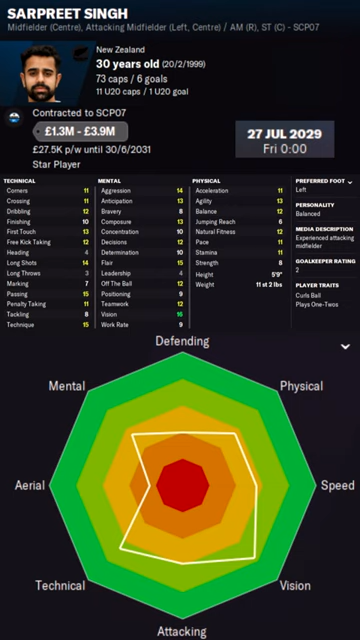 SARPREET SINGH
Midfielder (Centre), Attacking Midfielder (Left, Centre) / AM (R), ST (C) - SCP07
New Zealand
30 years old (20/2/1999)
73 caps / 6 goals
11 U20 caps / 1 U20 goal
Contracted to SCP07
£1.3M - £3.9M
£27.5K p/w until 30/6/2031
Star Player
27 JUL 2029
Fri 0:00
TECHNICAL
Corners 11
Crossing 11
Dribbling 12
Finishing 10
First Touch 13
Free Kick Taking 12
Heading 4
Long Shots 14
Long Throws 3
Marking 7
Passing 15
Penalty Taking 11
Tackling 8
Technique 15
MENTAL
Aggression 14
Anticipation 13
Bravery 8
Composure 13
Concentration 10
Decisions 12
Determination 10
Flair 15
Leadership 4
Off The Ball 12
Positioning 9
Teamwork 12
Vision 16
Work Rate 9
PHYSICAL
Acceleration 11
Agility 13
Balance 12
Jumping Reach 6
Natural Fitness 12
Pace 11
Stamina 11
Strength 8
Height 5'9"
Weight 11 st 2 lbs
PREFERRED FOOT
Left
PERSONALITY
Balanced
MEDIA DESCRIPTION
Experienced attacking
midfielder
GOALKEEPER RATING
2
PLAYER TRAITS
Curls Ball
Plays One-Twos
Defending
Mental
Physical
Aerial
Speed
Technical
Vision
Attacking